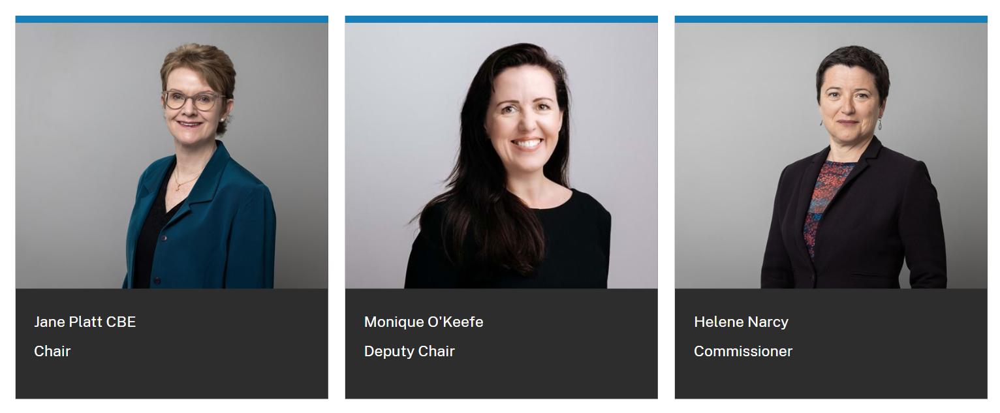 Jane Platt CBE
Chair
Monique O'Keefe
Deputy Chair
Helene Narcy
Commissioner